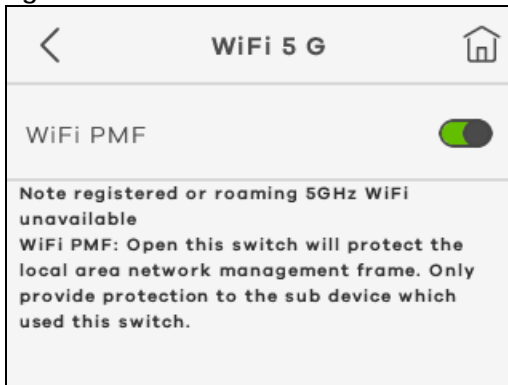 WiFi 5 G
WiFi PMF
Note registered or roaming 5GHz WiFi
unavailable
WiFi PMF: Open this switch will protect the
local area network management frame. Only
provide protection to the sub device which
used this switch.